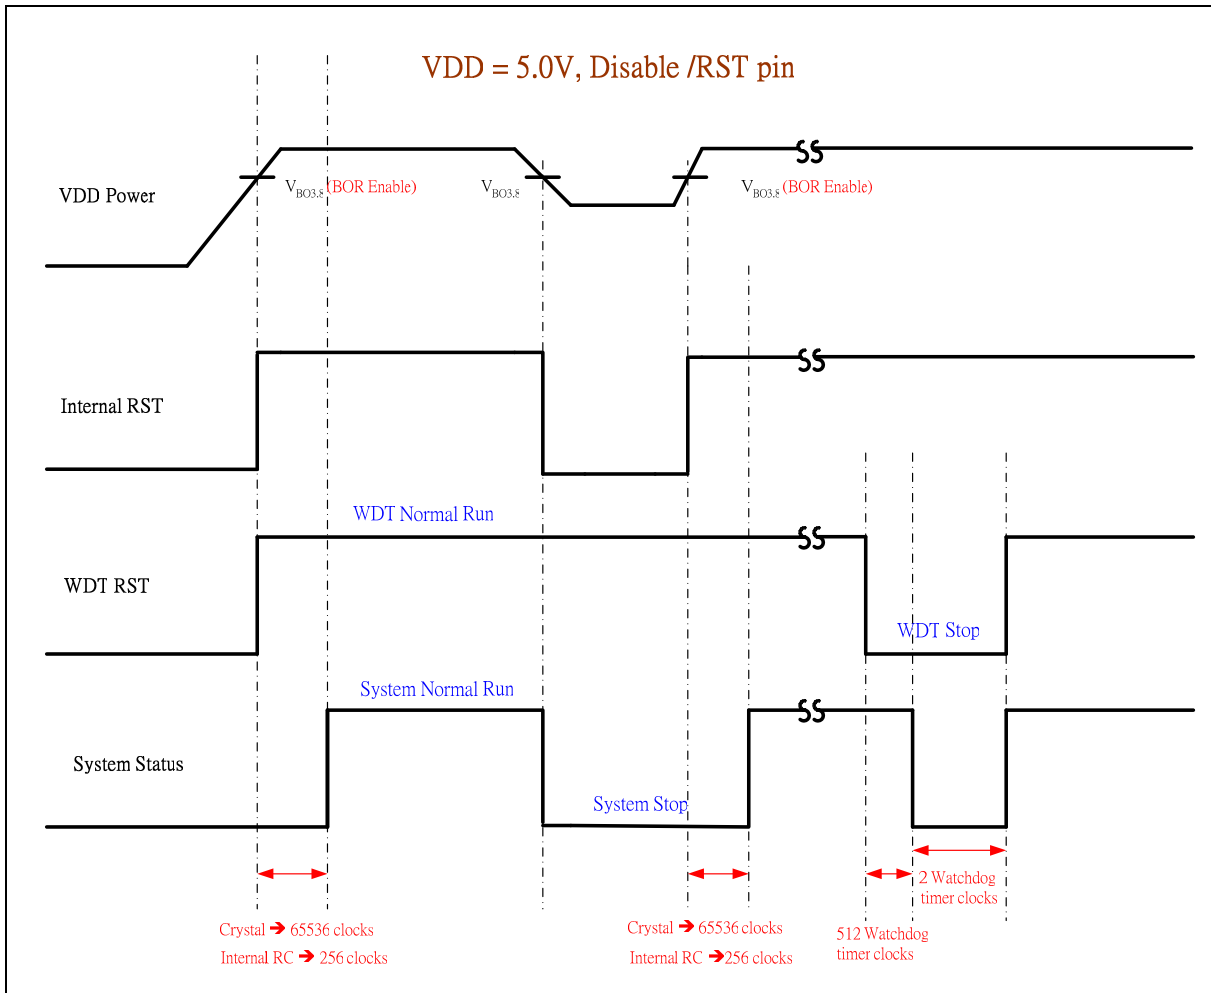 VDD = 5.0V, Disable /RST pin
VDD Power
VBO3.8 (BOR Enable)
VBO3.8
VBO3.8 (BOR Enable)
Internal RST
WDT Normal Run
WDT RST
WDT Stop
System Normal Run
System Status
System Stop
2 Watchdog
timer clocks
Crystal ➔ 65536 clocks
Internal RC ➔ 256 clocks
Crystal ➔ 65536 clocks
Internal RC ➔256 clocks
512 Watchdog
timer clocks